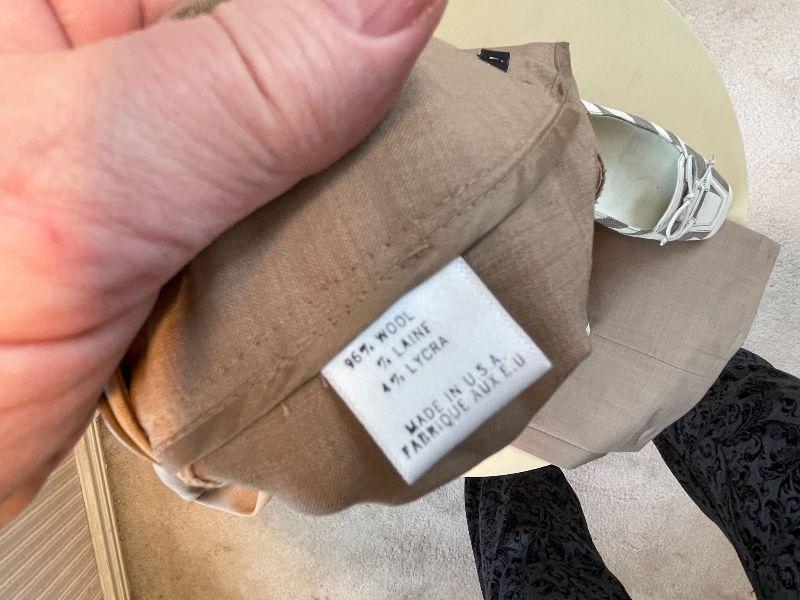 96% WOOL
% LAINE
4% LYCRA
MADE IN U.S.A.
FABRIQUE AUX E.U